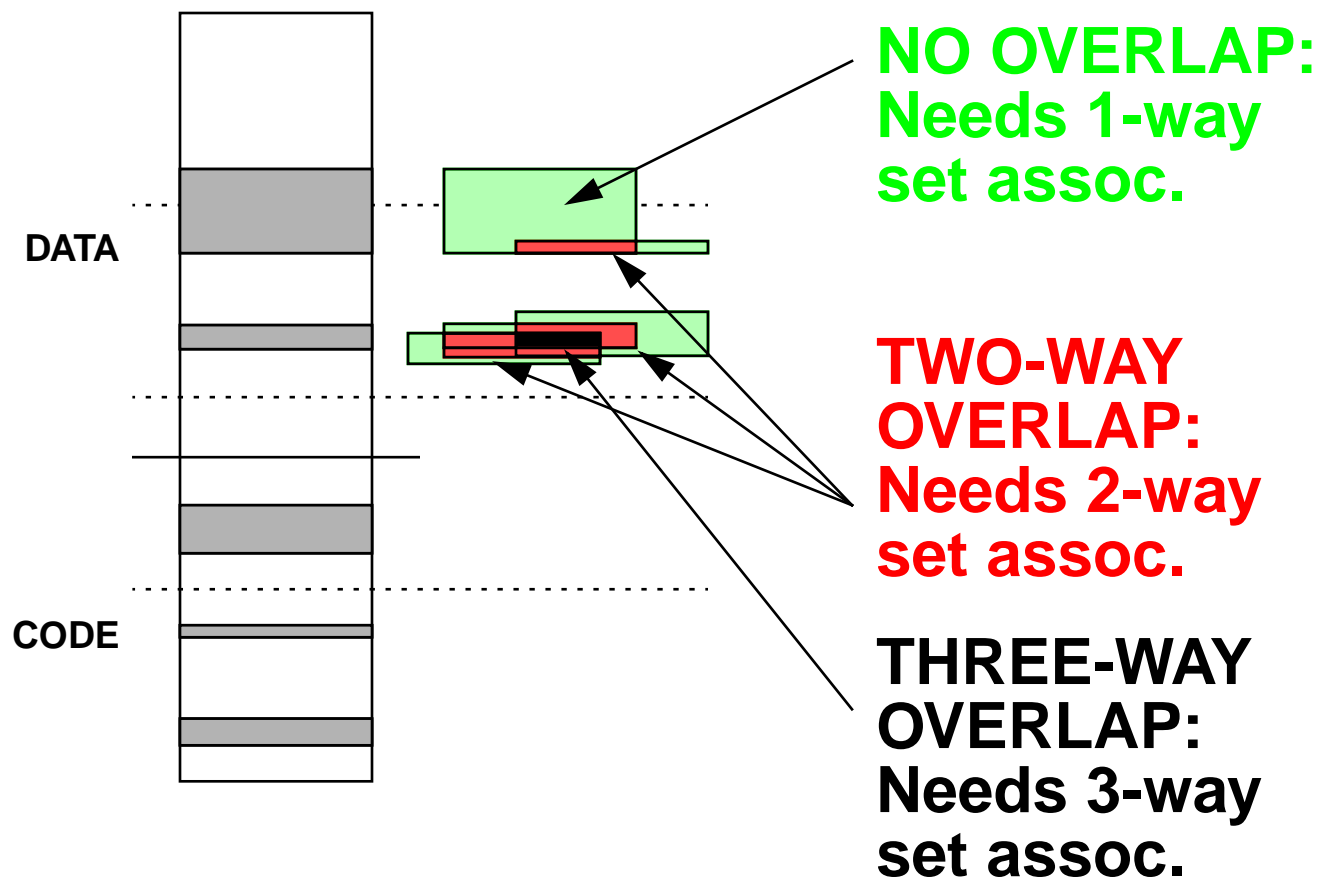 NO OVERLAP:
Needs 1-way
set assoc.
DATA
TWO-WAY
OVERLAP:
Needs 2-way
set assoc.
CODE
THREE-WAY
OVERLAP:
Needs 3-way
set assoc.